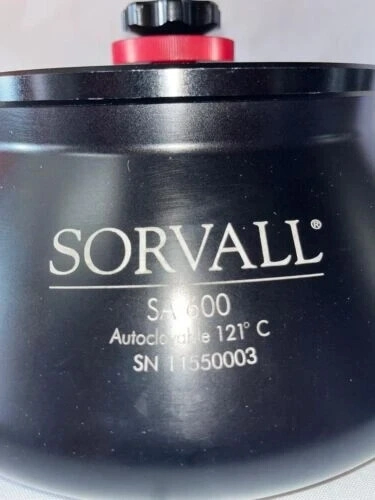 SORVALL®
SA 600
Autoclavable 121° C
SN 11550003